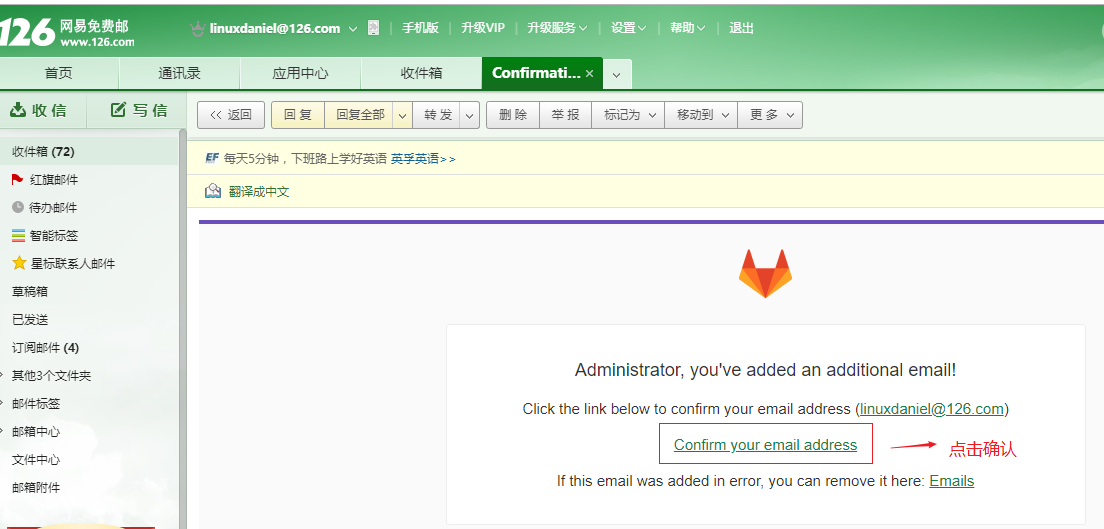 126 网易免费邮
www.126.com
linuxdaniel@126.com 手机版 升级VIP 升级服务 设置 帮助 退出
首页 通讯录 应用中心 收件箱 Confirmati... ×
收信 写信
<< 返回 回复 回复全部 转发 删除 举报 标记为 移动到 更多
收件箱 (72)
红旗邮件
待办邮件
智能标签
星标联系人邮件
草稿箱
已发送
订阅邮件 (4)
其他3个文件夹
邮件标签
邮箱中心
文件中心
邮箱附件
EF 每天5分钟，下班路上学好英语 英孚英语>>
翻译成中文
Administrator, you've added an additional email!
Click the link below to confirm your email address (linuxdaniel@126.com)
Confirm your email address 点击确认
If this email was added in error, you can remove it here: Emails